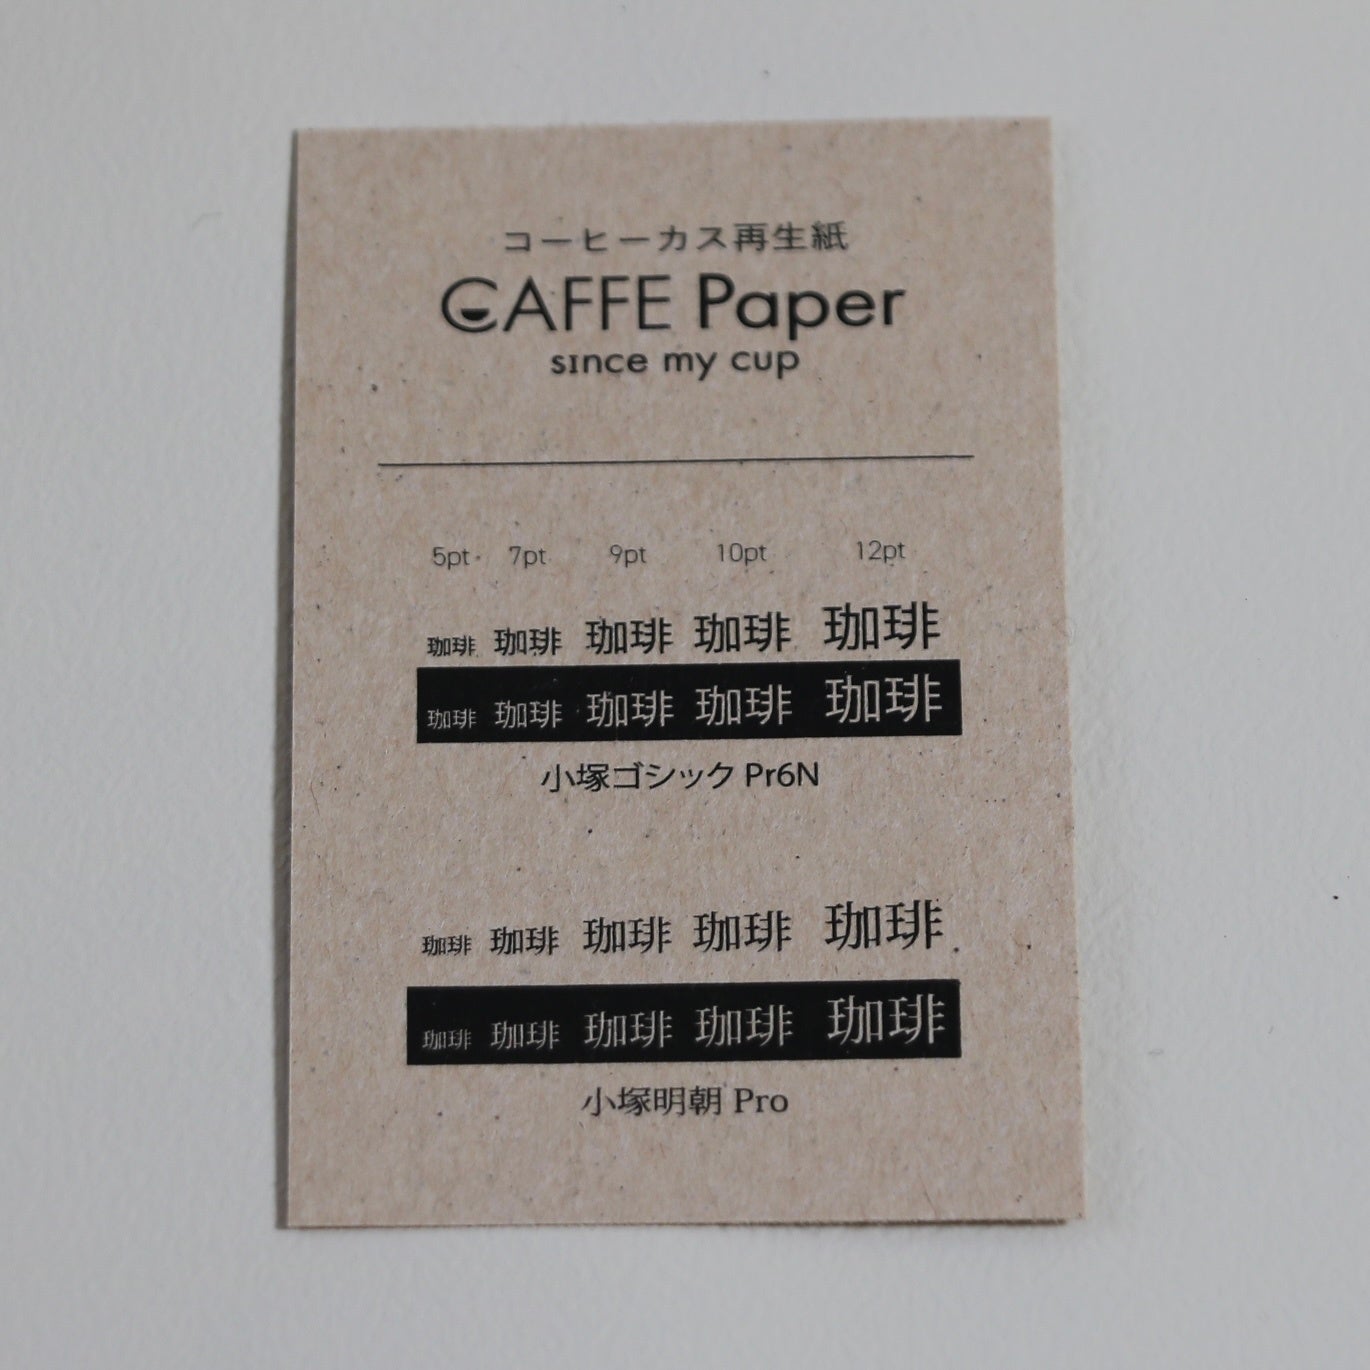 コーヒーカス再生紙
CAFFE Paper
since my cup
5pt 7pt 9pt 10pt 12pt
珈琲 珈琲 珈琲 珈琲 珈琲
珈琲 珈琲 珈琲 珈琲 珈琲
小塚ゴシック Pr6N
珈琲 珈琲 珈琲 珈琲 珈琲
珈琲 珈琲 珈琲 珈琲 珈琲
小塚明朝 Pro